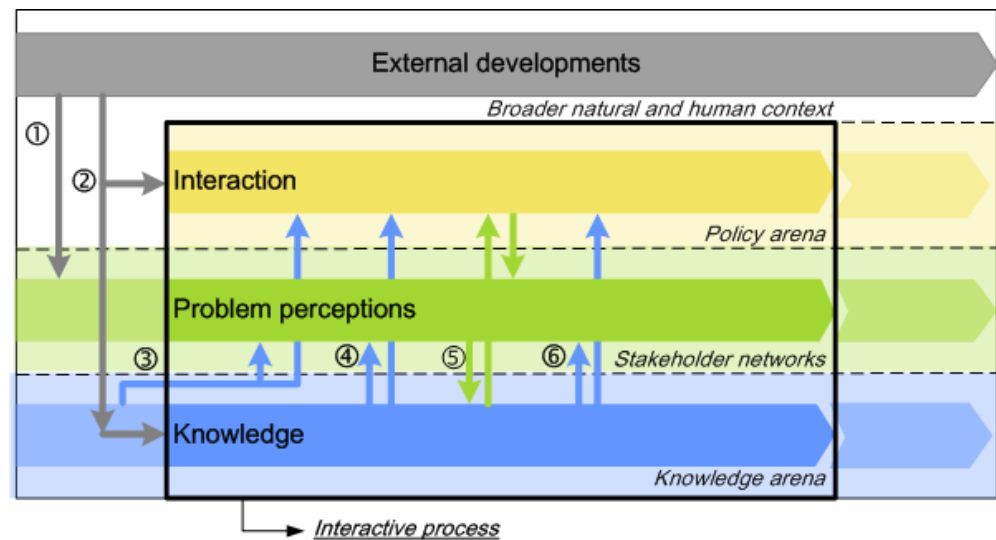 External developments
Broader natural and human context
①
②
Interaction
Policy arena
Problem perceptions
③
④
⑤
⑥
Stakeholder networks
Knowledge
Knowledge arena
Interactive process